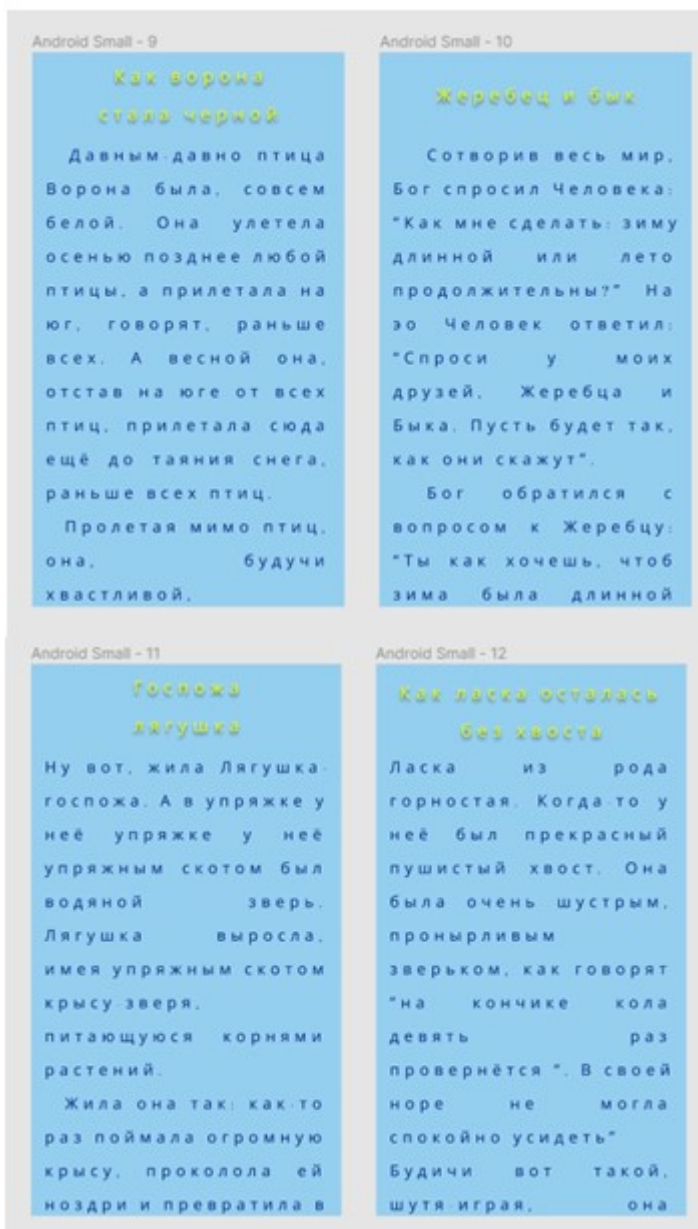 Android Small - 9
Как ворона
стала черной
Давным-давно птица
Ворона была, совсем
белой. Она улетела
осенью позднее любой
птицы, а прилетала на
юг, говорят, раньше
всех. А весной она,
отстав на юге от всех
птиц, прилетала сюда
ещё до таяния снега,
раньше всех птиц.
Пролетая мимо птиц,
она, будучи
хвастливой,
Android Small - 10
Жеребец и бык
Сотворив весь мир,
Бог спросил Человека:
"Как мне сделать: зиму
длинной или лето
продолжительны?" На
эо Человек ответил:
"Спроси у моих
друзей, Жеребца и
Быка. Пусть будет так,
как они скажут".
Бог обратился с
вопросом к Жеребцу:
"Ты как хочешь, чтоб
зима была длинной
Android Small - 11
Госпожа
лягушка
Ну вот, жила Лягушка-
госпожа. А в упряжке у
неё упряжке у неё
упряжным скотом был
водяной зверь.
Лягушка выросла,
имея упряжным скотом
крысу-зверя,
питающуюся корнями
растений.
Жила она так: как-то
раз поймала огромную
крысу, проколола ей
ноздри и превратила в
Android Small - 12
Как ласка осталась
без хвоста
Ласка из рода
горностая. Когда-то у
неё был прекрасный
пушистый хвост. Она
была очень шустрым,
пронырливым
зверьком, как говорят
"на кончике кола
девять раз
провернётся ". В своей
норе не могла
спокойно усидеть"
Будичи вот такой,
шутя-играя, она